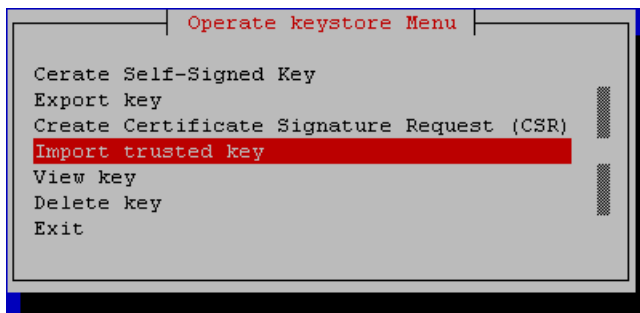 Operate keystore Menu
Cerate Self-Signed Key
Export key
Create Certificate Signature Request (CSR)
Import trusted key
View key
Delete key
Exit